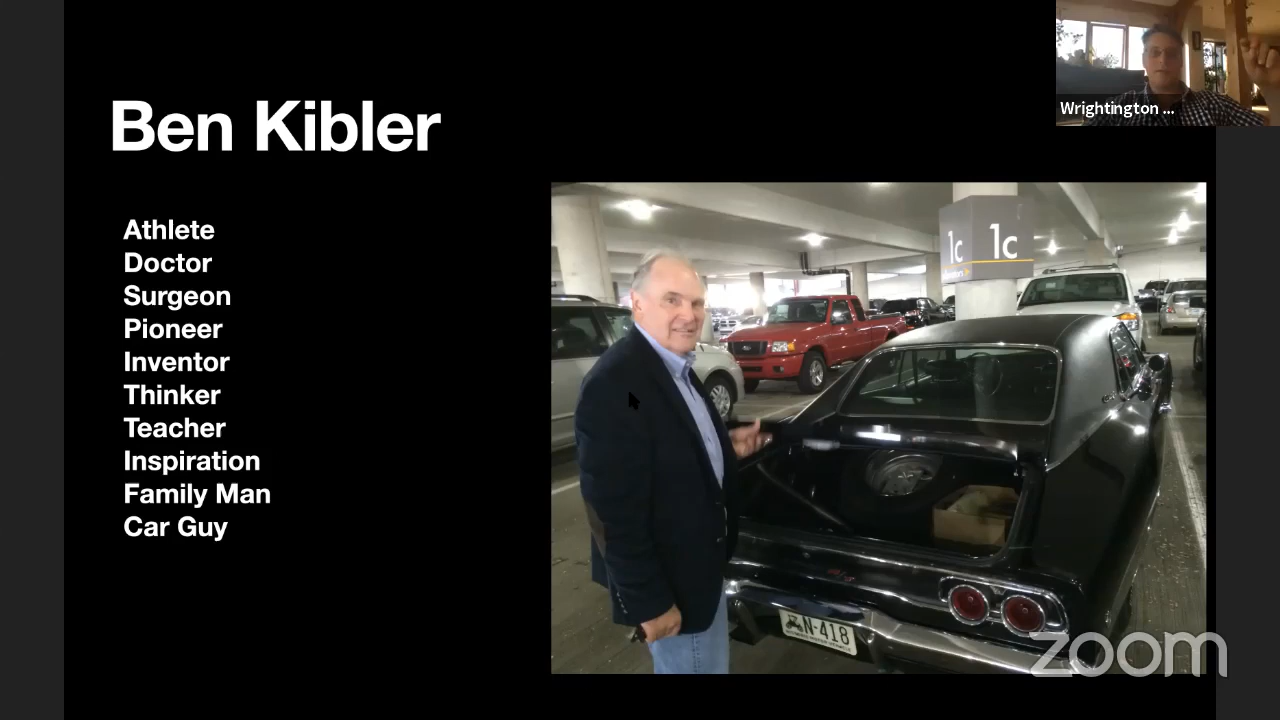 Wrightington ...
Ben Kibler
Athlete
Doctor
Surgeon
Pioneer
Inventor
Thinker
Teacher
Inspiration
Family Man
Car Guy
1c 1c
N-418
zoom